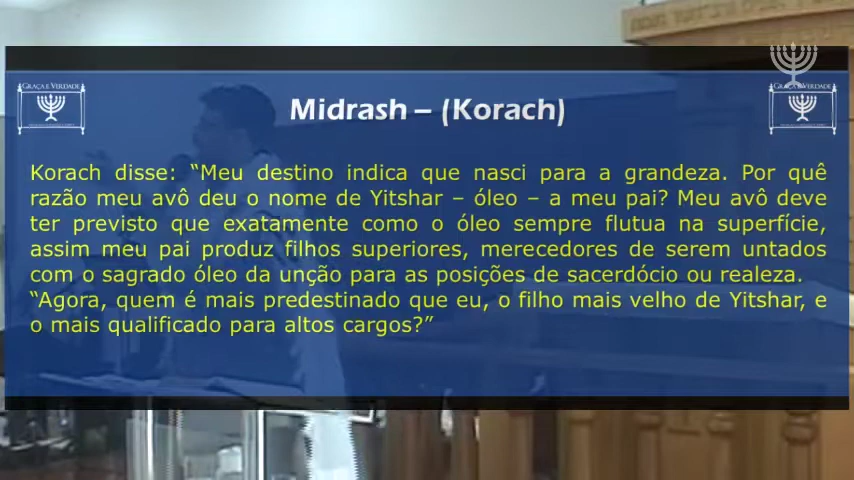 GRAÇA E VERDADE
GRAÇA E VERDADE
Midrash – (Korach)
Korach disse: “Meu destino indica que nasci para a grandeza. Por quê
razão meu avô deu o nome de Yitshar – óleo – a meu pai? Meu avô deve
ter previsto que exatamente como o óleo sempre flutua na superfície,
assim meu pai produz filhos superiores, merecedores de serem untados
com o sagrado óleo da unção para as posições de sacerdócio ou realeza.
“Agora, quem é mais predestinado que eu, o filho mais velho de Yitshar, e
o mais qualificado para altos cargos?”